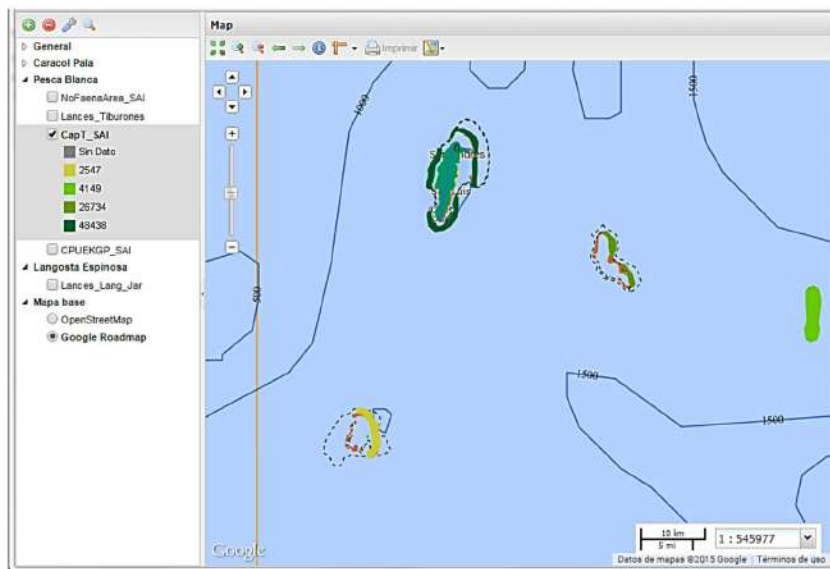 Map
General
Caracol Pala
Pesca Blanca
NoFaenaArea_SAI
Lances_Tiburones
CapT_SAI
Sin Dato
2547
4149
26734
48438
CPUEKGP_SAI
Langosta Espinosa
Lances_Lang_Jar
Mapa base
OpenStreetMap
Google Roadmap
Imprimir
1000
1500
500
1500
1500
Google
10 km
5 mi
1 : 545977
Datos de mapas ©2015 Google
Términos de uso